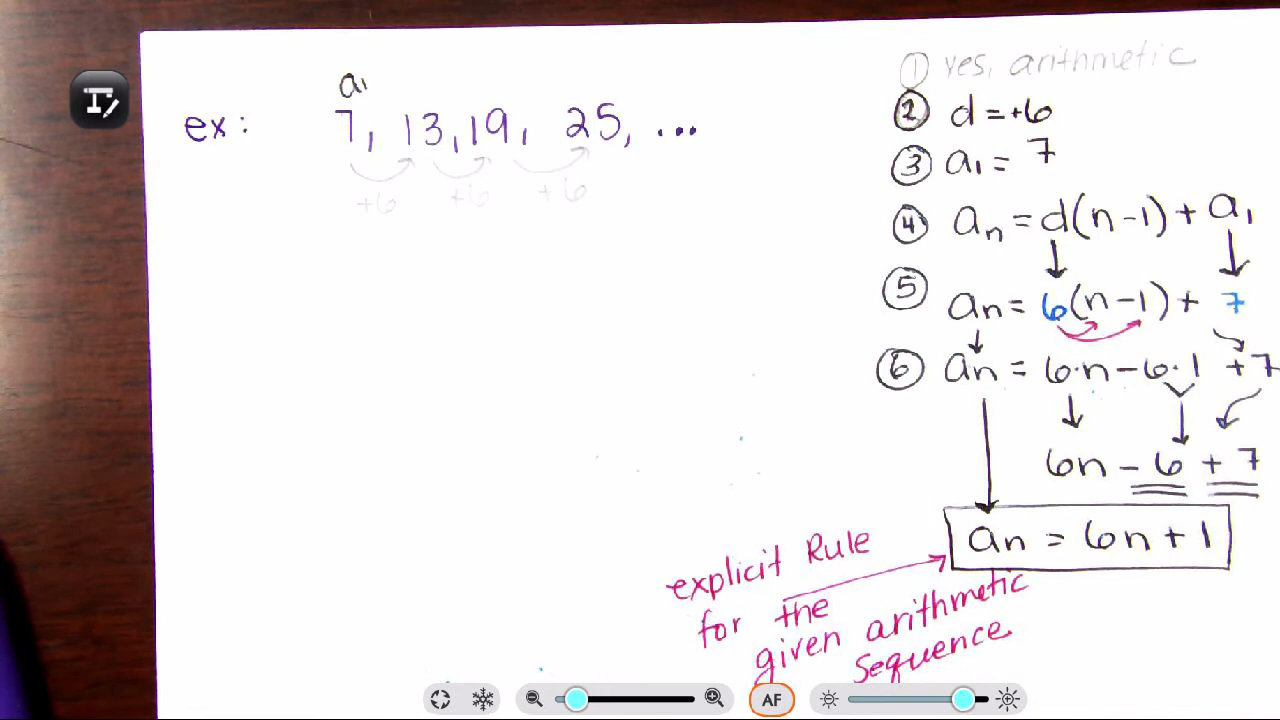 a₁
ex: 7, 13, 19, 25, ...
+6 +6 +6
① yes, arithmetic
② d = +6
③ a₁ = 7
④ aₙ = d(n-1) + a₁
⑤ aₙ = 6(n-1) + 7
⑥ aₙ = 6·n - 6·1 + 7
6n - 6 + 7
aₙ = 6n + 1
explicit Rule
for the
given arithmetic
sequence
AF